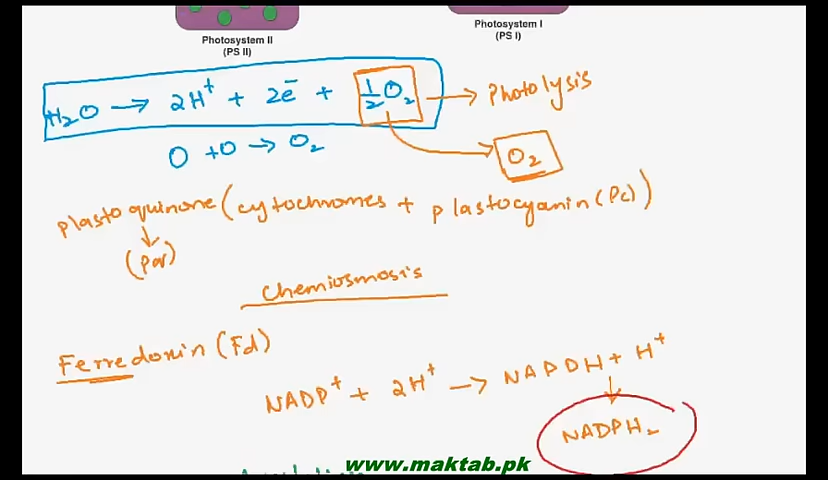 Photosystem II
(PS II)
Photosystem I
(PS I)
H₂O → 2H⁺ + 2e⁻ + ½O₂ → Photolysis
O + O → O₂
O₂
plastoquinone (cytochromes + plastocyanin (Pc))
(PQ)
Chemiosmosis
Ferredoxin (Fd)
NADP⁺ + 2H⁺ → NAPDH + H⁺
NADPH₂
www.maktab.pk